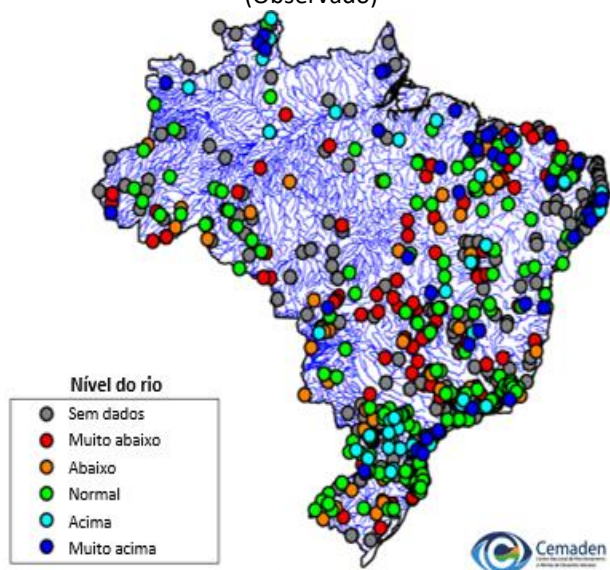 (Observado)
Nível do rio
Sem dados
Muito abaixo
Abaixo
Normal
Acima
Muito acima
Cemaden